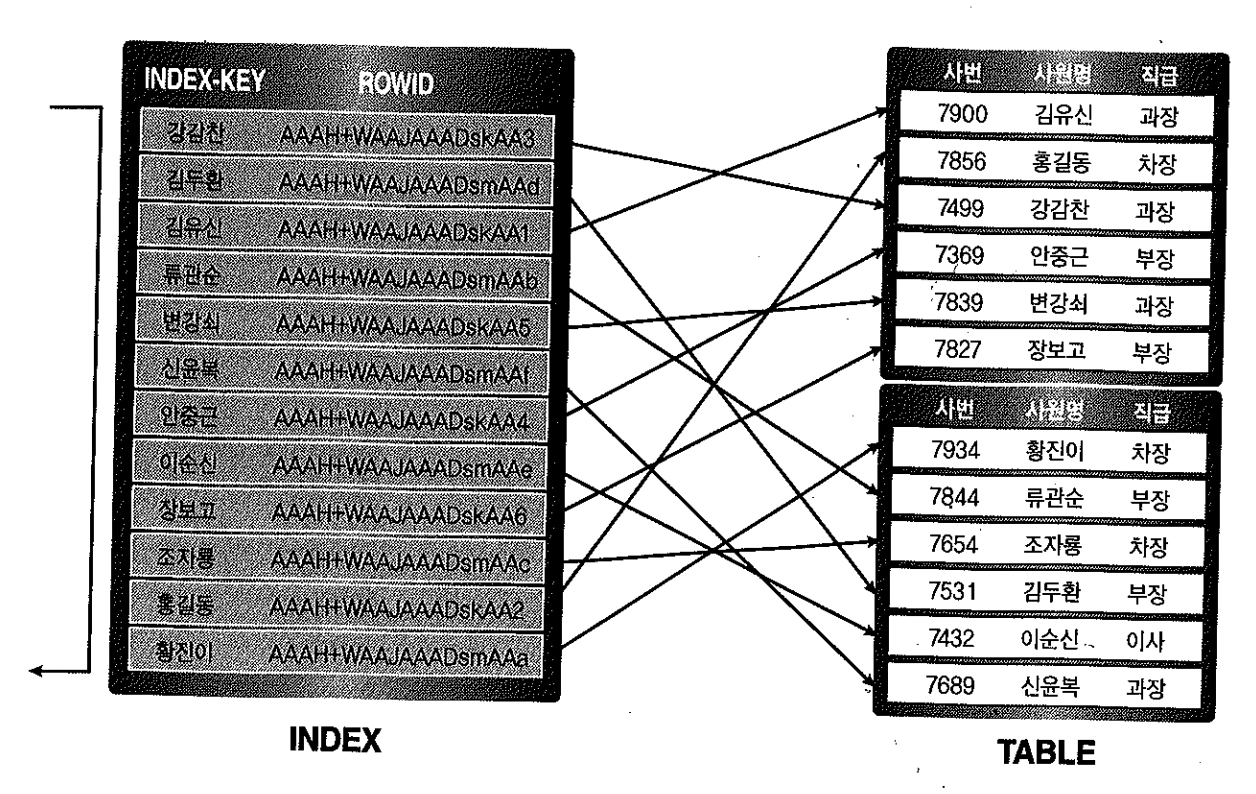 INDEX-KEY ROWID
강감찬 AAAH+WAAJAAADskAA3
김두환 AAAH+WAAJAAADsmAAd
김유신 AAAH+WAAJAAADskAA1
류관순 AAAH+WAAJAAADsmAAb
변강쇠 AAAH+WAAJAAADskAA5
신윤복 AAAH+WAAJAAADsmAAf
안중근 AAAH+WAAJAAADskAA4
이순신 AAAH+WAAJAAADsmAAe
장보고 AAAH+WAAJAAADskAA6
조자룡 AAAH+WAAJAAADsmAAc
홍길동 AAAH+WAAJAAADskAA2
황진이 AAAH+WAAJAAADsmAAa
INDEX
사번 사원명 직급
7900 김유신 과장
7856 홍길동 차장
7499 강감찬 과장
7369 안중근 부장
7839 변강쇠 과장
7827 장보고 부장
사번 사원명 직급
7934 황진이 차장
7844 류관순 부장
7654 조자룡 차장
7531 김두환 부장
7432 이순신 이사
7689 신윤복 과장
TABLE